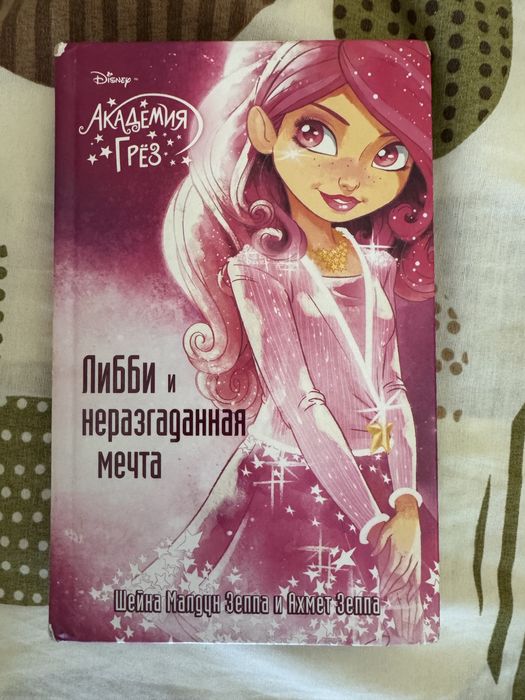 Disney
Академия
Грёз
Либби и
неразгаданная
мечта
Шейна Малдун Зеппа и Ахмет Зеппа